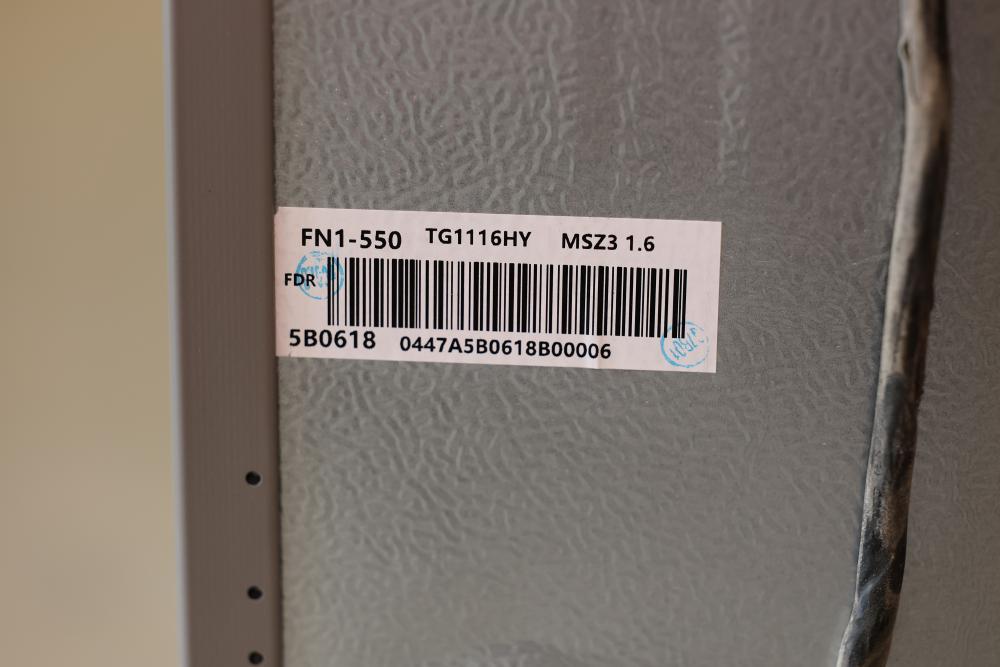 FN1-550 TG1116HY MSZ3 1.6
FDR
5B0618 0447A5B0618B00006